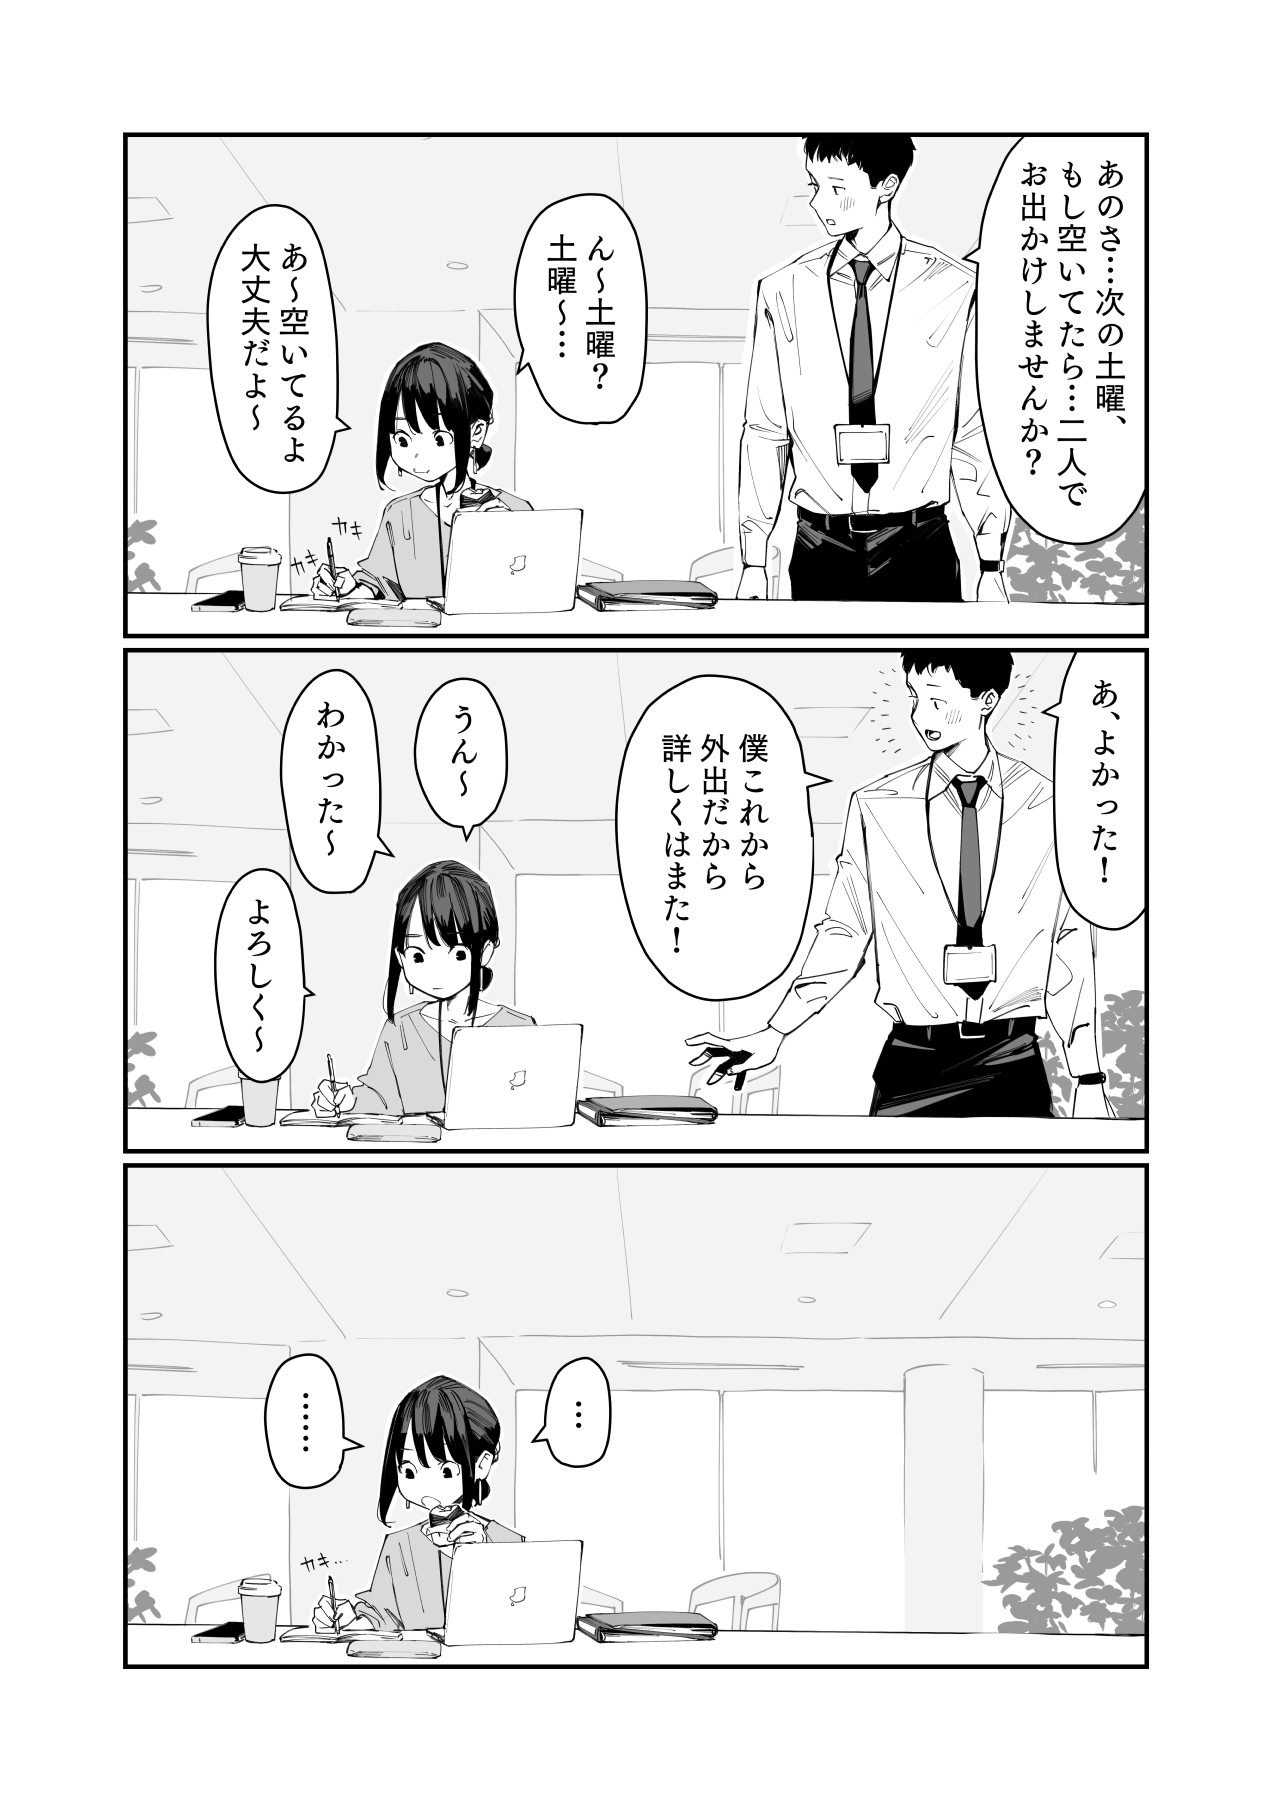 あのさ…次の土曜、
もし空いてたら…二人で
お出かけしませんか?
ん〜土曜?
土曜〜…
あ〜空いてるよ
大丈夫だよ〜
カキ
カキ
あ、よかった!
僕これから
外出だから
詳しくはまた!
うん〜
わかった〜
よろしく〜
…
……
カキ…